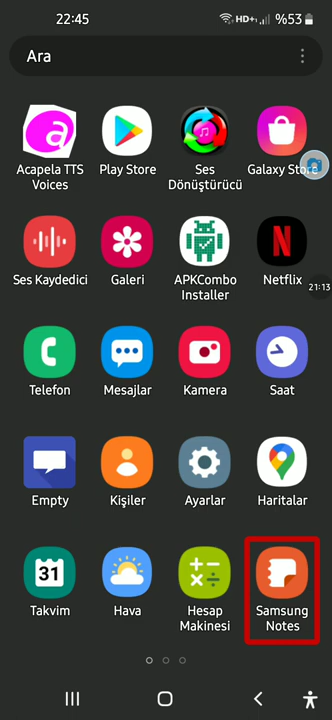 22:45
HD+
%53
Ara
Acapela TTS
Voices
Play Store
Ses
Dönüştürücü
Galaxy Store
Ses Kaydedici
Galeri
APKCombo
Installer
Netflix
21:13
Telefon
Mesajlar
Kamera
Saat
Empty
Kişiler
Ayarlar
Haritalar
31
Takvim
Hava
Hesap
Makinesi
Samsung
Notes